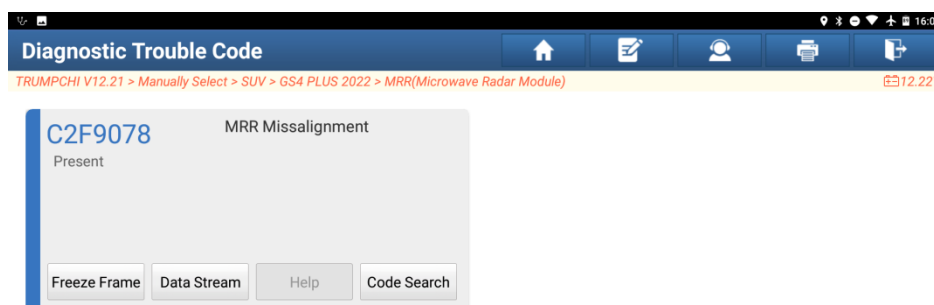 16:0
Diagnostic Trouble Code
TRUMPCHI V12.21 > Manually Select > SUV > GS4 PLUS 2022 > MRR(Microwave Radar Module)
12.22
C2F9078
MRR Missalignment
Present
Freeze Frame
Data Stream
Help
Code Search